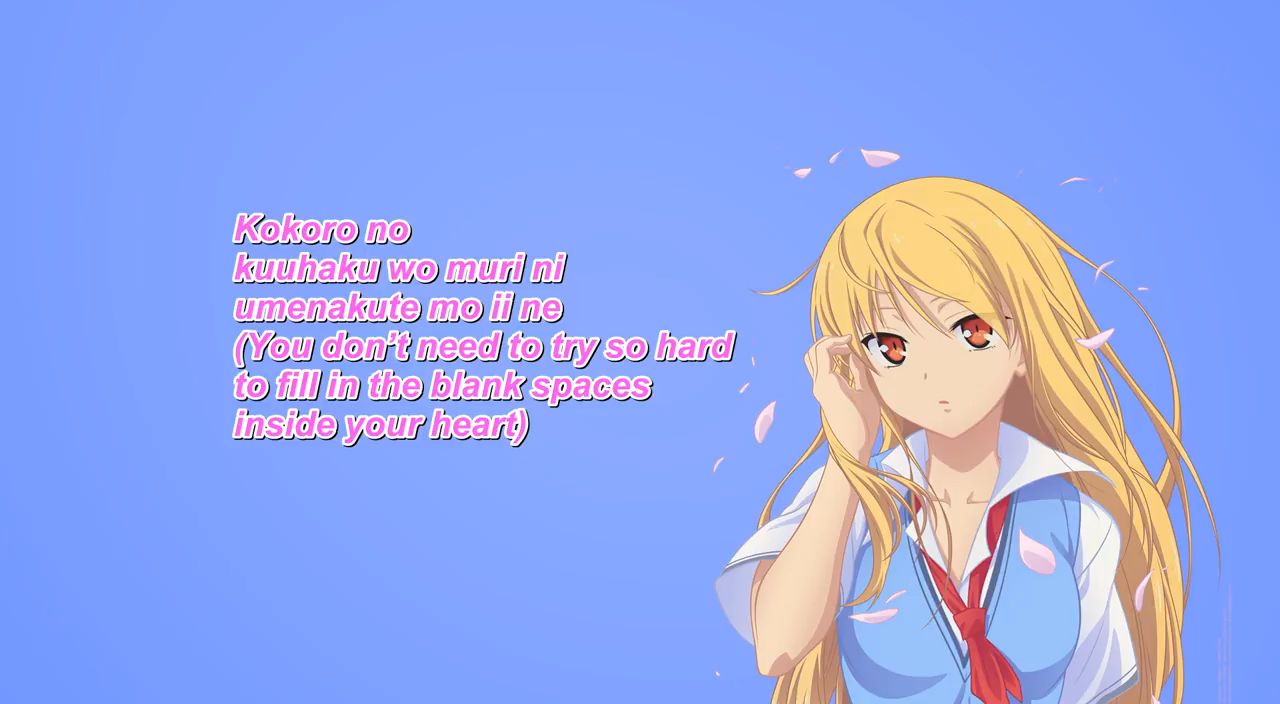 Kokoro no
kuuhaku wo muri ni
umenakute mo ii ne
(You don't need to try so hard
to fill in the blank spaces
inside your heart)